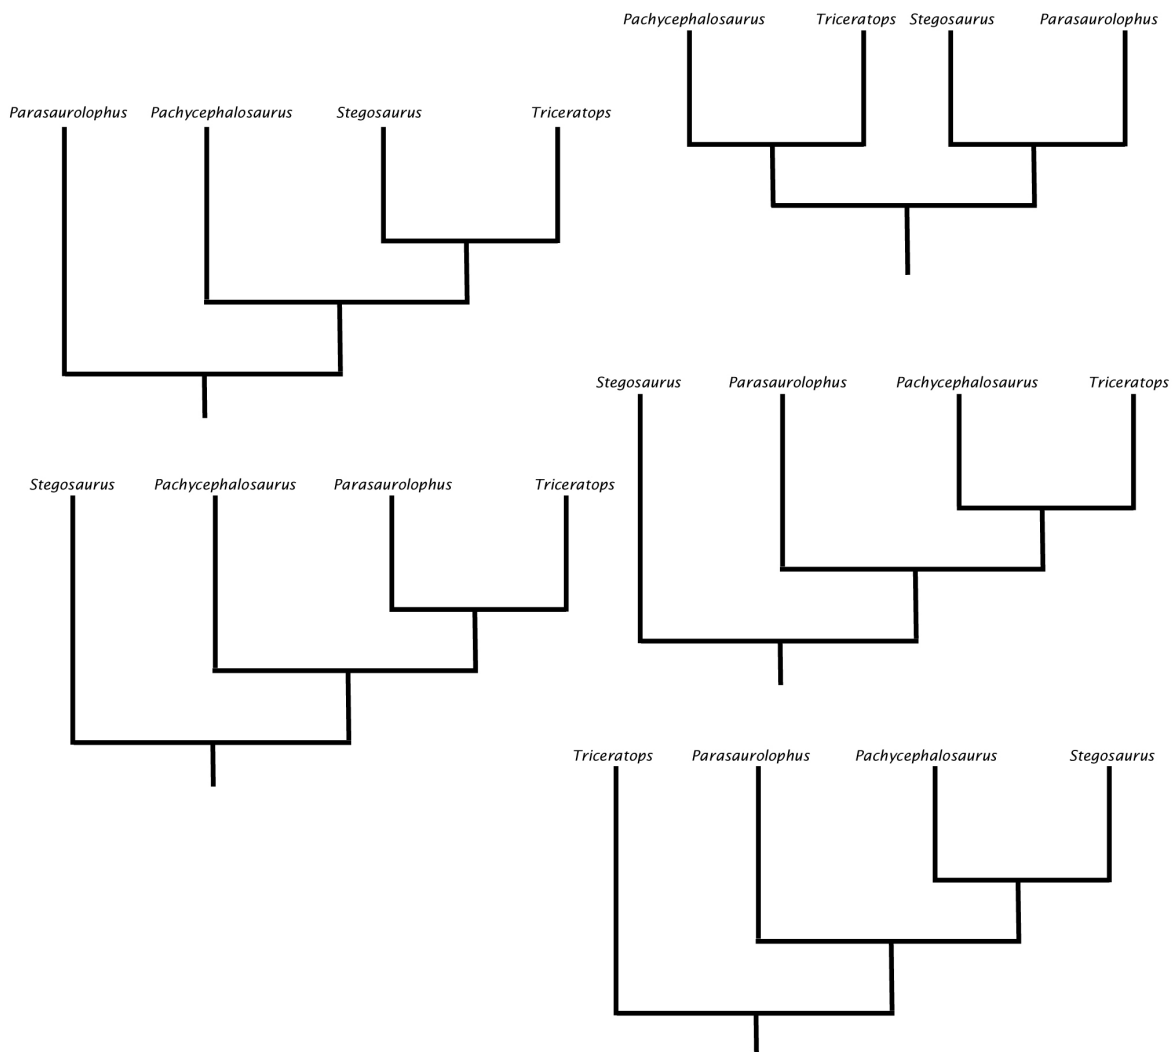 Pachycephalosaurus Triceratops Stegosaurus Parasaurolophus
Parasaurolophus Pachycephalosaurus Stegosaurus Triceratops
Stegosaurus Parasaurolophus Pachycephalosaurus Triceratops
Stegosaurus Pachycephalosaurus Parasaurolophus Triceratops
Triceratops Parasaurolophus Pachycephalosaurus Stegosaurus